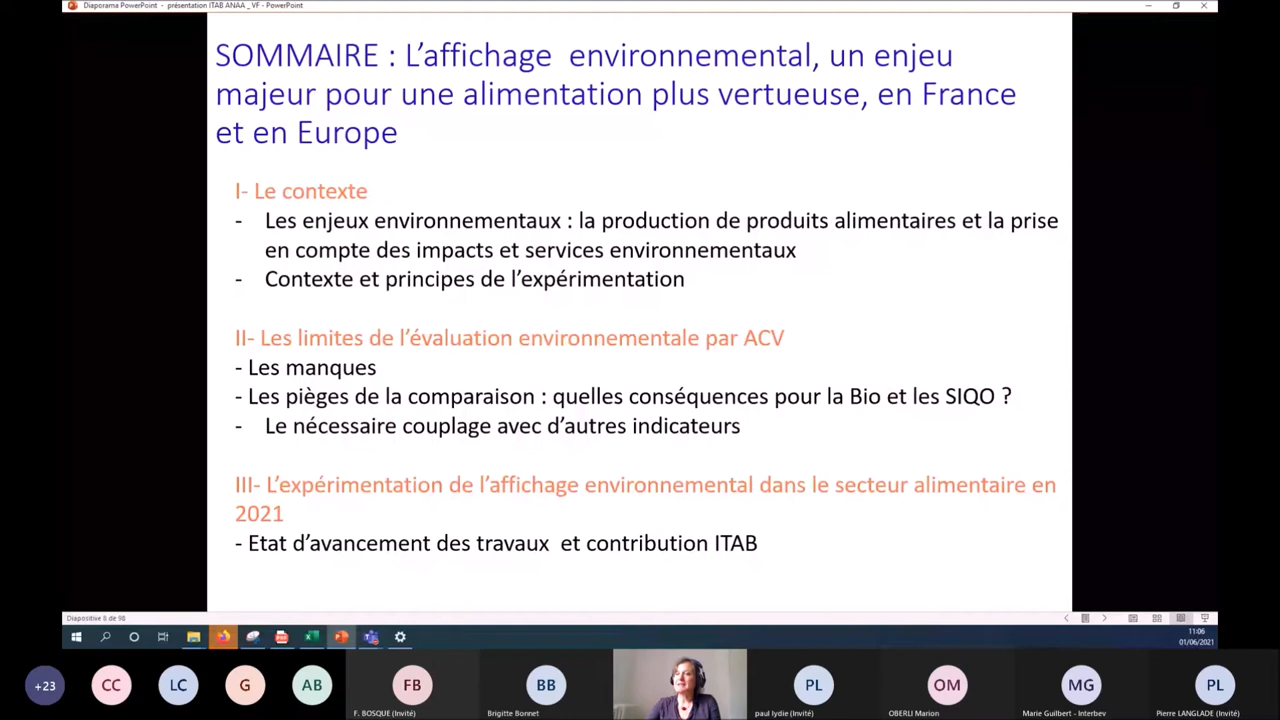 Diaporama PowerPoint - présentation ITAB ANAA _ VF - PowerPoint
SOMMAIRE : L’affichage environnemental, un enjeu
majeur pour une alimentation plus vertueuse, en France
et en Europe
I- Le contexte
- Les enjeux environnementaux : la production de produits alimentaires et la prise
en compte des impacts et services environnementaux
- Contexte et principes de l’expérimentation
II- Les limites de l’évaluation environnementale par ACV
- Les manques
- Les pièges de la comparaison : quelles conséquences pour la Bio et les SIQO ?
- Le nécessaire couplage avec d’autres indicateurs
III- L’expérimentation de l’affichage environnemental dans le secteur alimentaire en
2021
- Etat d’avancement des travaux et contribution ITAB
Diapositive 8 de 98
11:06
01/06/2021
+23 CC LC G AB FB BB PL OM MG PL
F. BOSQUE (Invité) Brigitte Bonnet paul lydie (Invité) OBERLI Marion Marie Guilbert - Interbev Pierre LANGLADE (Invité)